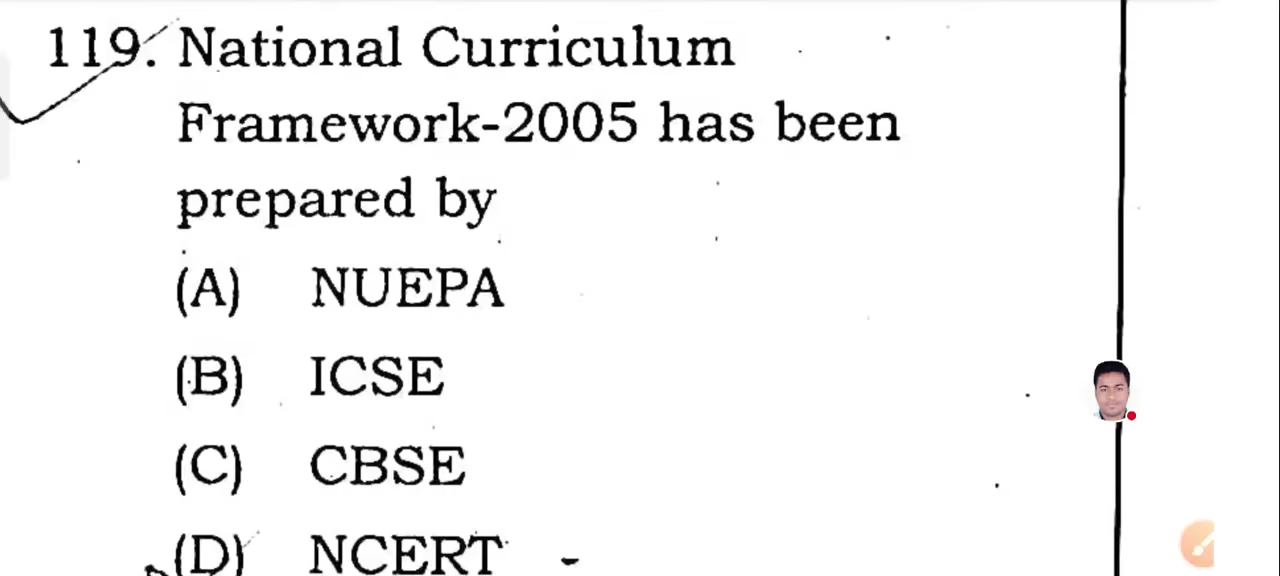 119. National Curriculum
Framework-2005 has been
prepared by
(A) NUEPA
(B) ICSE
(C) CBSE
(D) NCERT -